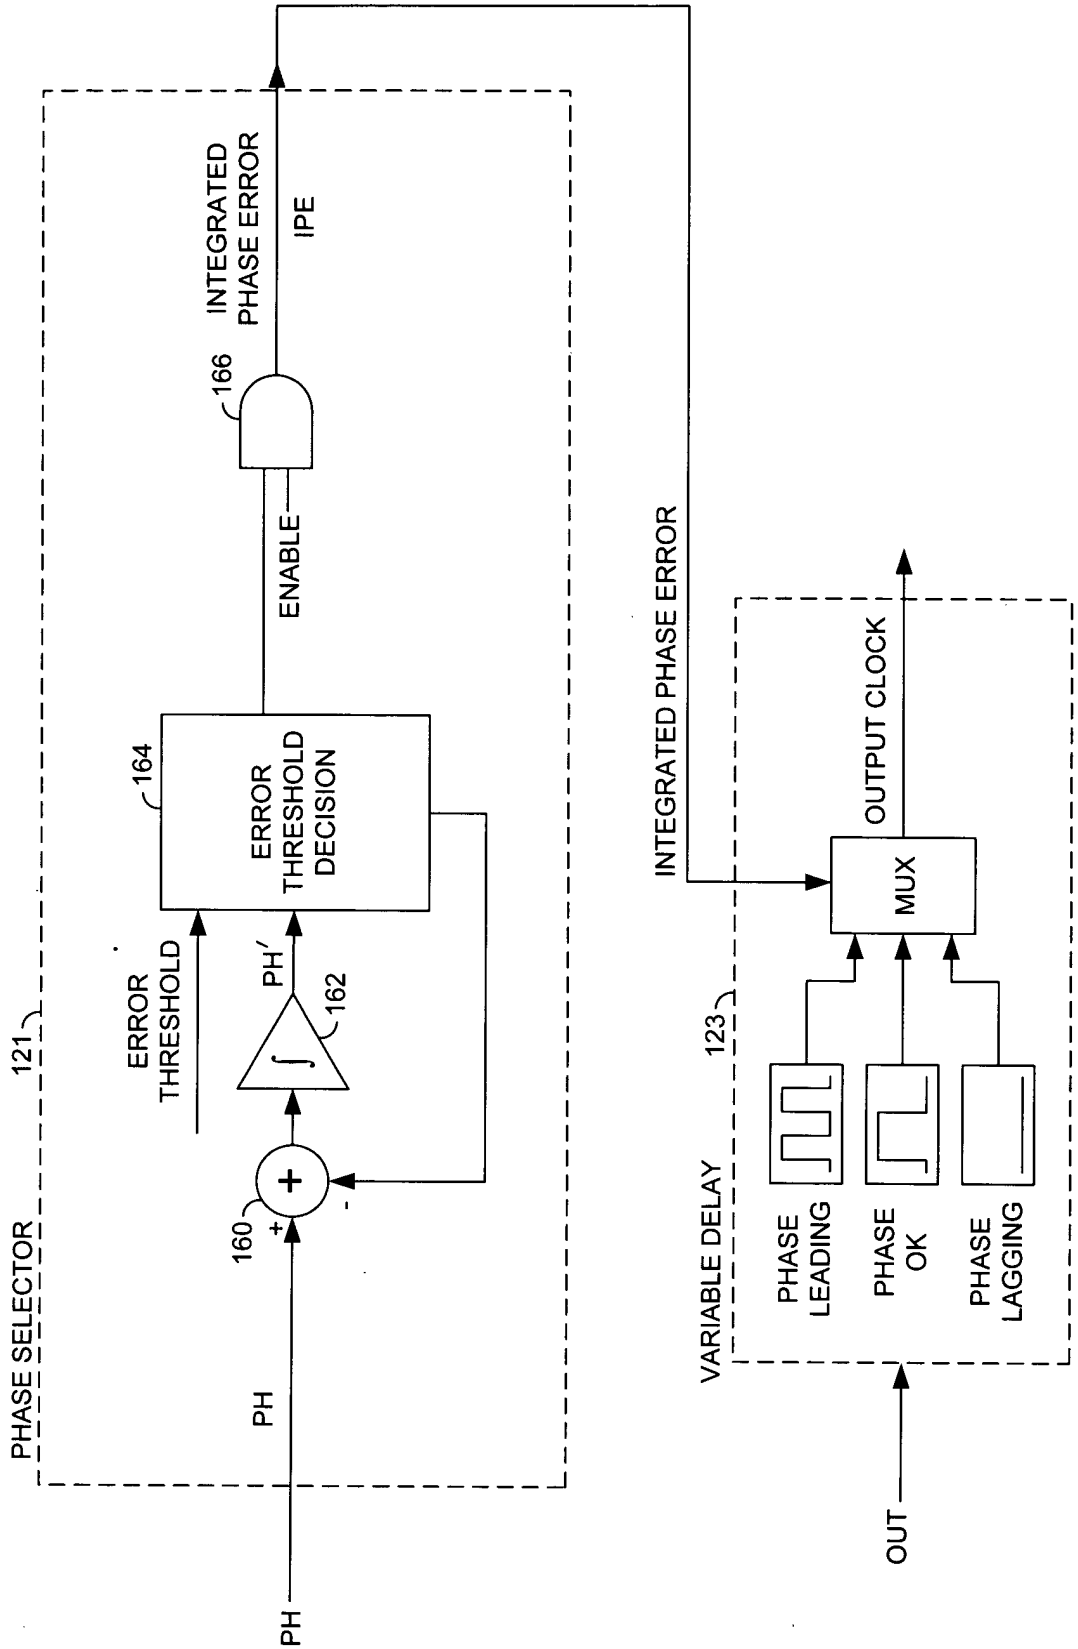 PHASE SELECTOR
121
PH
PH
160
+
+
-
162
∫
PH′
ERROR
THRESHOLD
164
ERROR
THRESHOLD
DECISION
ENABLE
166
INTEGRATED
PHASE ERROR
IPE
INTEGRATED PHASE ERROR
VARIABLE DELAY
123
OUT
PHASE
LEADING
PHASE
OK
PHASE
LAGGING
MUX
OUTPUT CLOCK